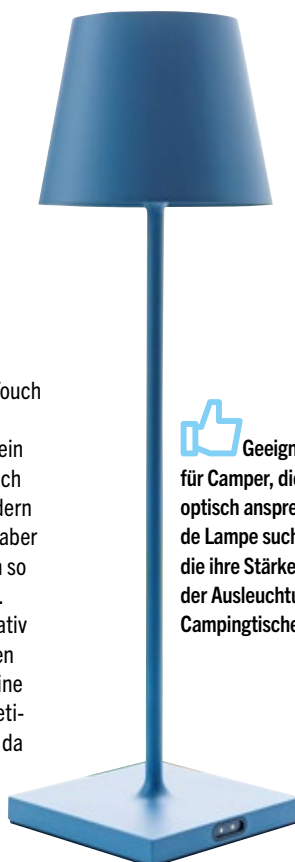 Touch
ein
ch
dern
aber
so
ativ
en
ine
eti-
da
Geeign
für Camper, die
optisch anspre
de Lampe such
die ihre Stärke
der Ausleuchtu
Campingtische